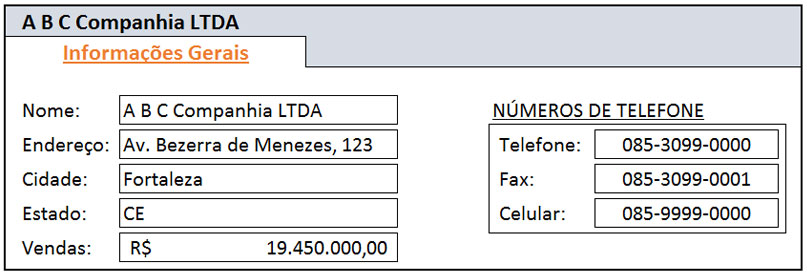 A B C Companhia LTDA
Informações Gerais
Nome: A B C Companhia LTDA
Endereço: Av. Bezerra de Menezes, 123
Cidade: Fortaleza
Estado: CE
Vendas: R$ 19.450.000,00
NÚMEROS DE TELEFONE
Telefone: 085-3099-0000
Fax: 085-3099-0001
Celular: 085-9999-0000